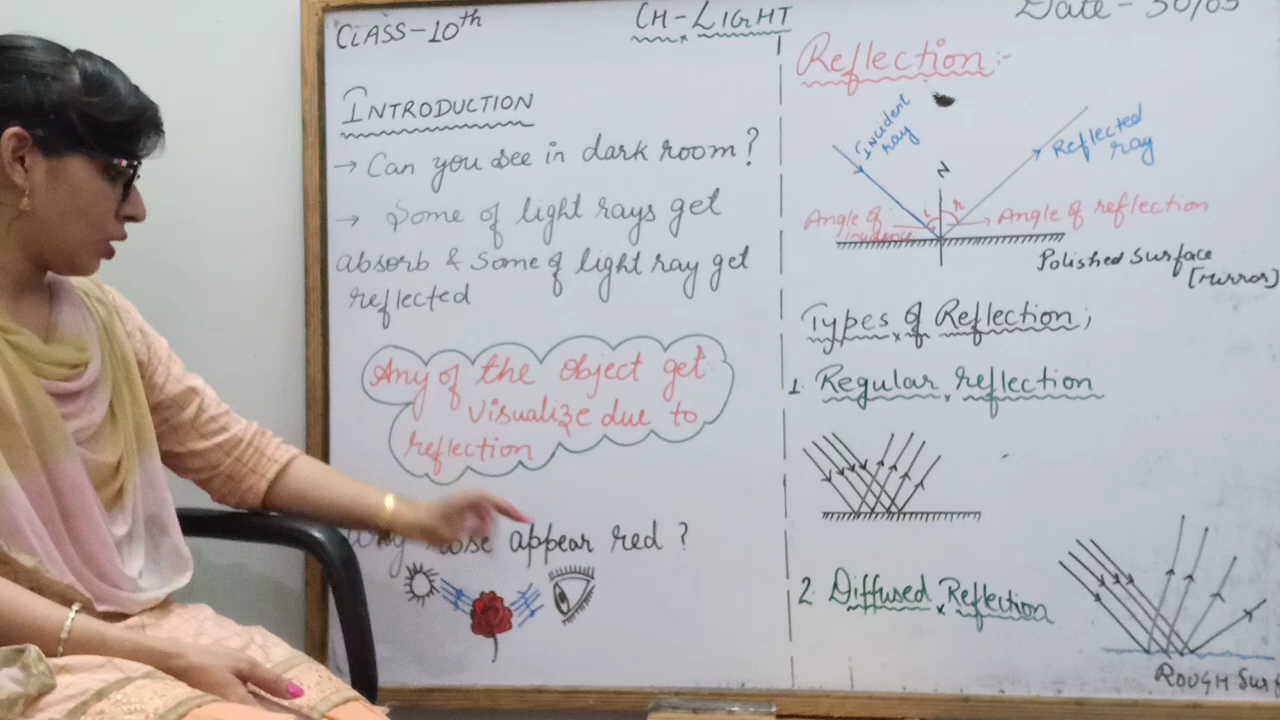 CLASS-10th
CH-LIGHT
Date-30/05
INTRODUCTION
→ Can you see in dark room?
→ Some of light rays get
absorb & Some of light ray get
reflected
Any of the object get
visualize due to
reflection
appear red ?
Reflection:-
Incident
ray
Reflected
ray
N
i
r
Angle of
incidence
Angle of reflection
Polished Surface
[Mirror]
Types of Reflection;
1. Regular reflection
2. Diffused Reflection
ROUGH